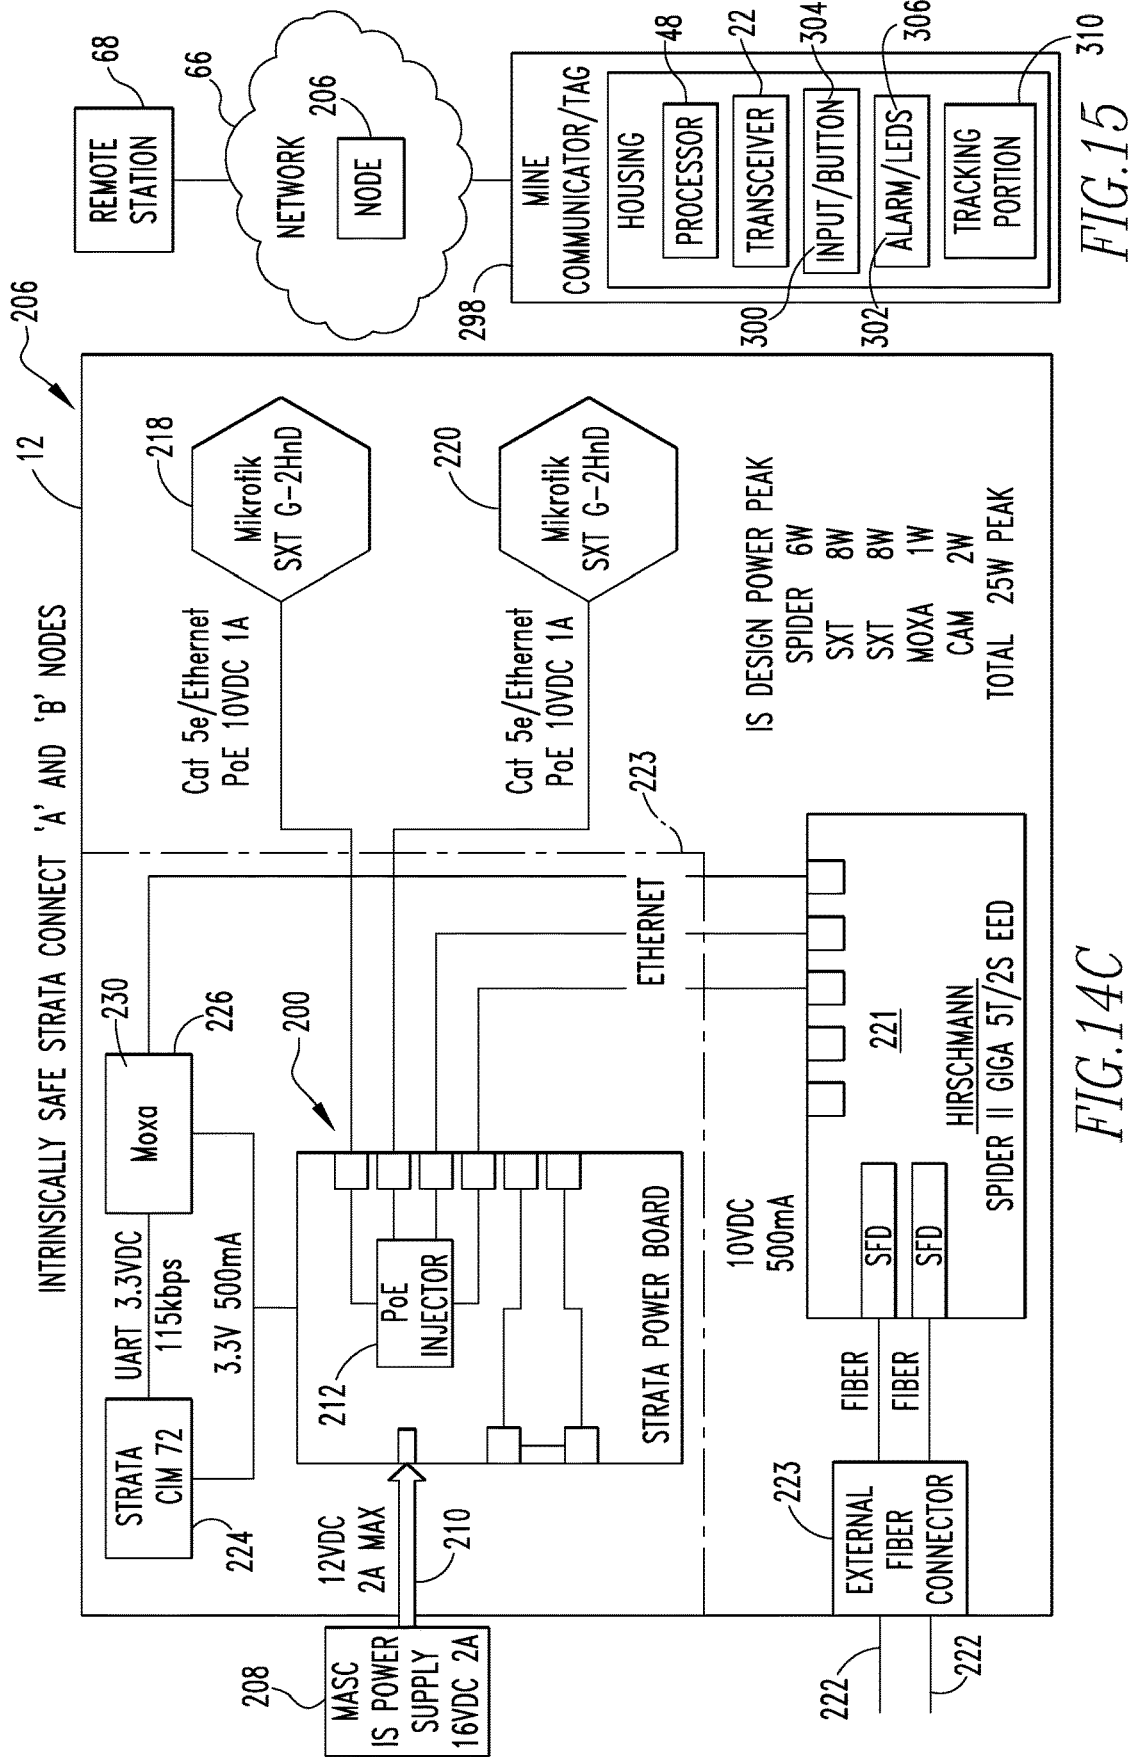 INTRINSICALLY SAFE STRATA CONNECT 'A' AND 'B' NODES
12
206
208
MASC
IS POWER
SUPPLY
16VDC 2A
12VDC
2A MAX
210
STRATA
CIM 72
224
UART 3.3VDC
115kbps
3.3V 500mA
Moxa
230
226
200
212
PoE
INJECTOR
STRATA POWER BOARD
Cat 5e/Ethernet
PoE 10VDC 1A
Mikrotik
SXT G-2HnD
218
Cat 5e/Ethernet
PoE 10VDC 1A
Mikrotik
SXT G-2HnD
220
ETHERNET
223
10VDC
500mA
221
HIRSCHMANN
SPIDER II GIGA 5T/2S EED
SFD
SFD
FIBER
FIBER
EXTERNAL
FIBER
CONNECTOR
223
222
222
IS DESIGN POWER PEAK
SPIDER 6W
SXT 8W
SXT 8W
MOXA 1W
CAM 2W
TOTAL 25W PEAK
FIG.14C
REMOTE
STATION
68
66
NETWORK
NODE
206
MINE
COMMUNICATOR/TAG
298
HOUSING
PROCESSOR
48
TRANSCEIVER
22
INPUT/BUTTON
300
304
ALARM/LEDS
302
306
TRACKING
PORTION
310
FIG.15